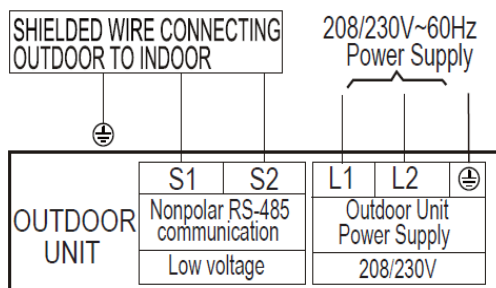 SHIELDED WIRE CONNECTING
OUTDOOR TO INDOOR
208/230V~60Hz
Power Supply
S1 S2 L1 L2
OUTDOOR
UNIT
Nonpolar RS-485
communication
Low voltage
Outdoor Unit
Power Supply
208/230V